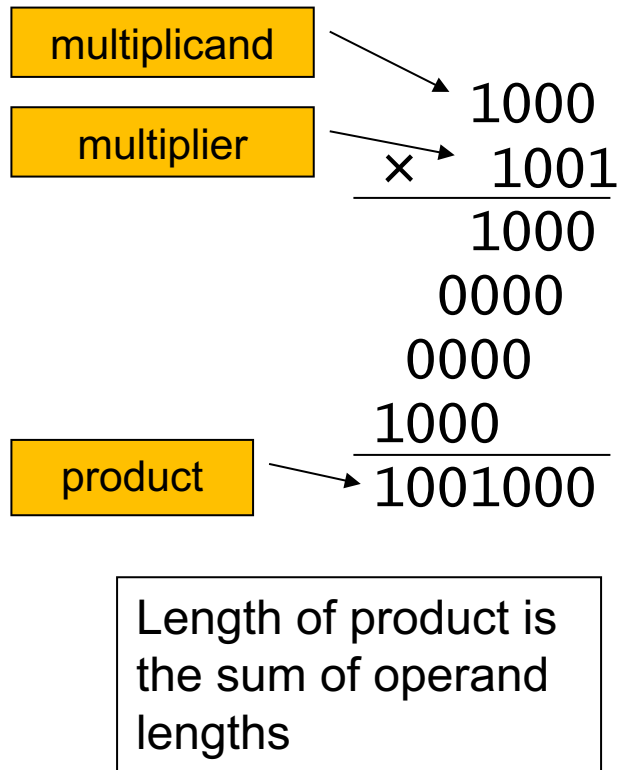 multiplicand
1000
multiplier
× 1001
1000
0000
0000
1000
product
1001000
Length of product is
the sum of operand
lengths